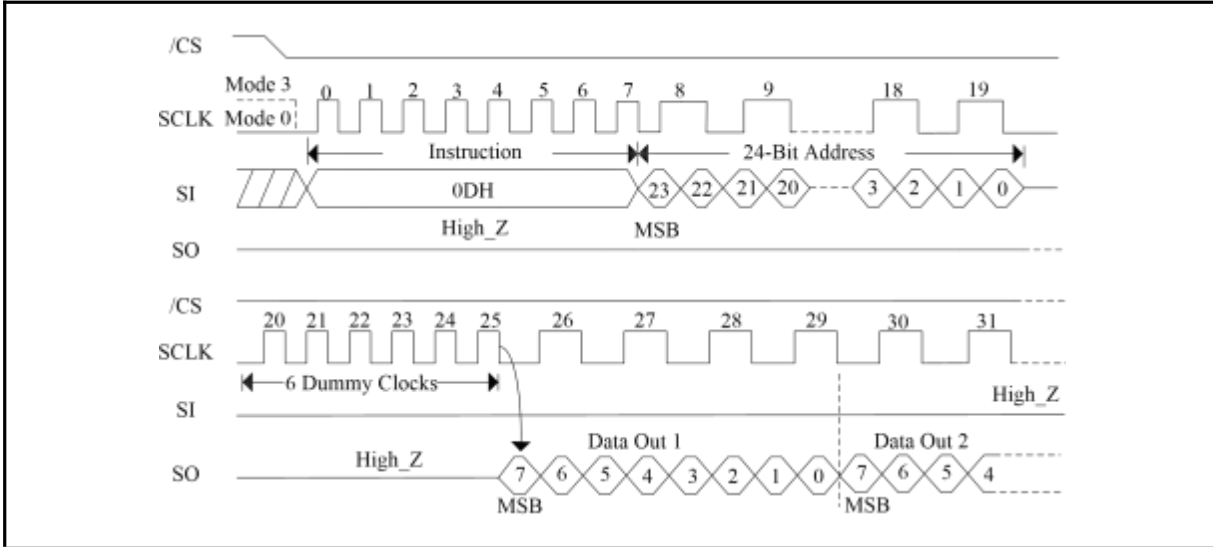 /CS
Mode 3
0 1 2 3 4 5 6 7 8 9 18 19
SCLK Mode 0
Instruction 24-Bit Address
SI 0DH 23 22 21 20 3 2 1 0
High_Z MSB
SO
/CS
20 21 22 23 24 25 26 27 28 29 30 31
SCLK
6 Dummy Clocks
High_Z
SI
Data Out 1 Data Out 2
High_Z
SO 7 6 5 4 3 2 1 0 7 6 5 4
MSB MSB